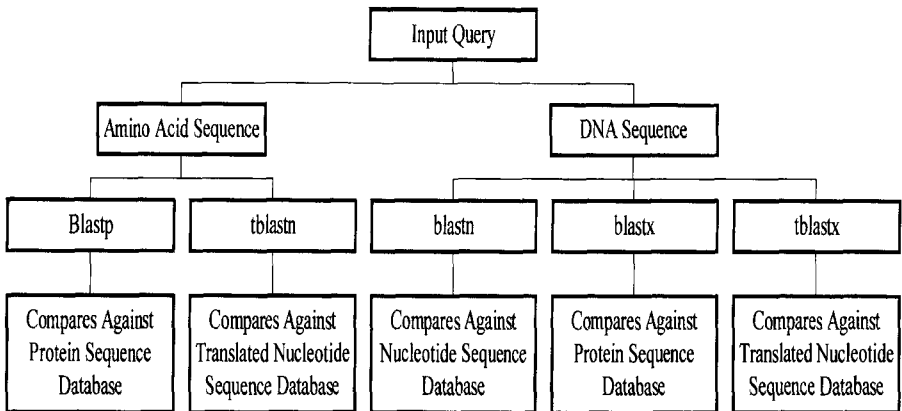 Input Query
Amino Acid Sequence
DNA Sequence
Blastp
tblastn
blastn
blastx
tblastx
Compares Against
Protein Sequence
Database
Compares Against
Translated Nucleotide
Sequence Database
Compares Against
Nucleotide Sequence
Database
Compares Against
Protein Sequence
Database
Compares Against
Translated Nucleotide
Sequence Database